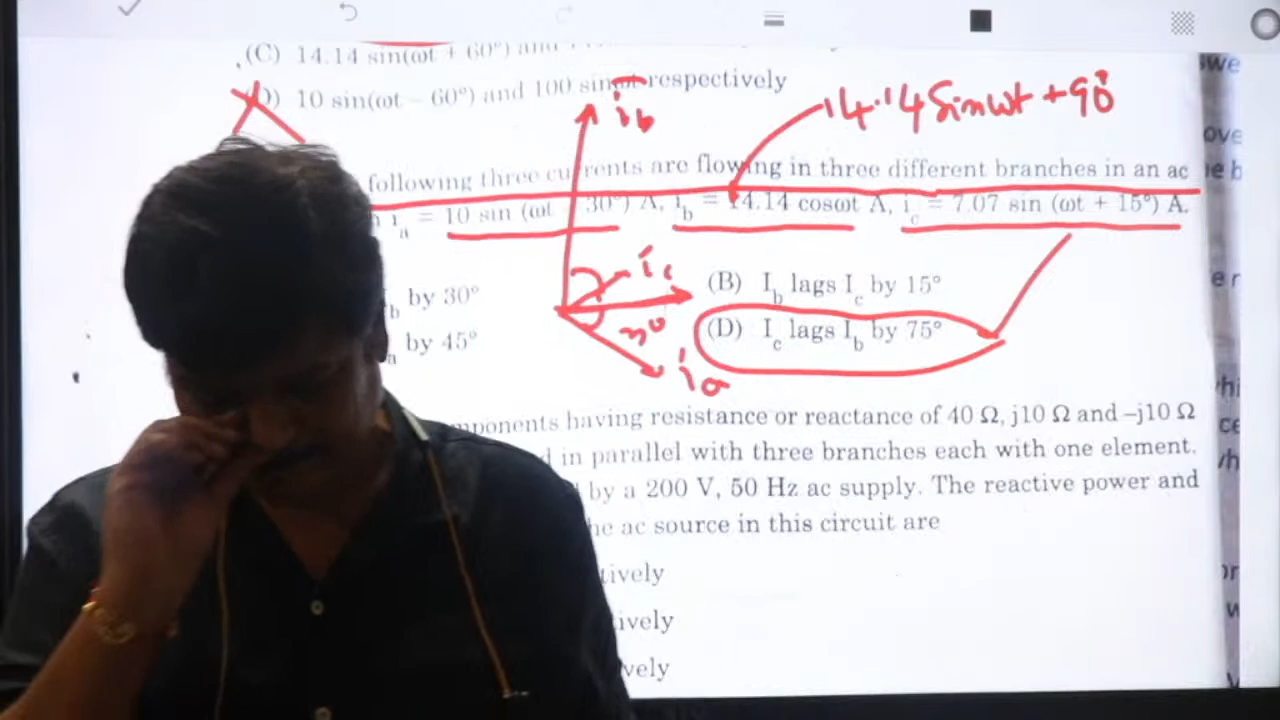 (C) 14.14 sin(ωt + 60°) and
10 sin(ωt – 60°) and 100 sinωt respectively
i_b
14.14 Sinωt +90°
following three currents are flowing in three different branches in an ac
i_a = 10 sin (ωt 30°) A, i_b = 14.14 cosωt A, i_c = 7.07 sin (ωt + 15°) A.
i_c
b by 30°
(B) I_b lags I_c by 15°
30
a by 45°
(D) I_c lags I_b by 75°
i_a
mponents having resistance or reactance of 40 Ω, j10 Ω and –j10 Ω
in parallel with three branches each with one element.
by a 200 V, 50 Hz ac supply. The reactive power and
he ac source in this circuit are
tively
ively
vely